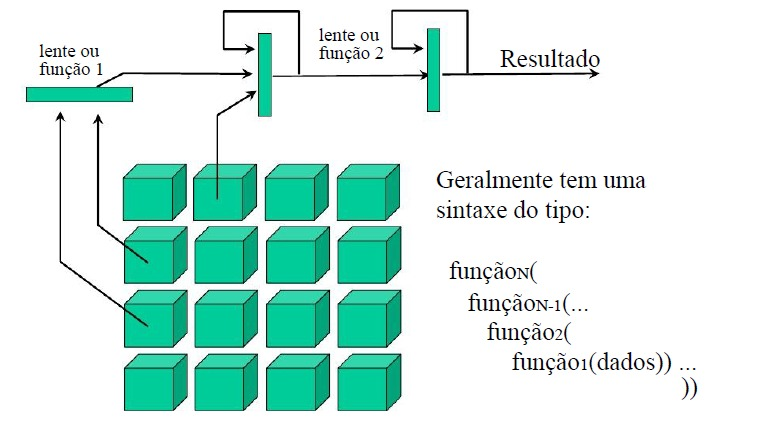 lente ou
função 1
lente ou
função 2
Resultado
Geralmente tem uma
sintaxe do tipo:
funçãoN(
funçãoN-1(...
função2(
função1(dados)) ...
))